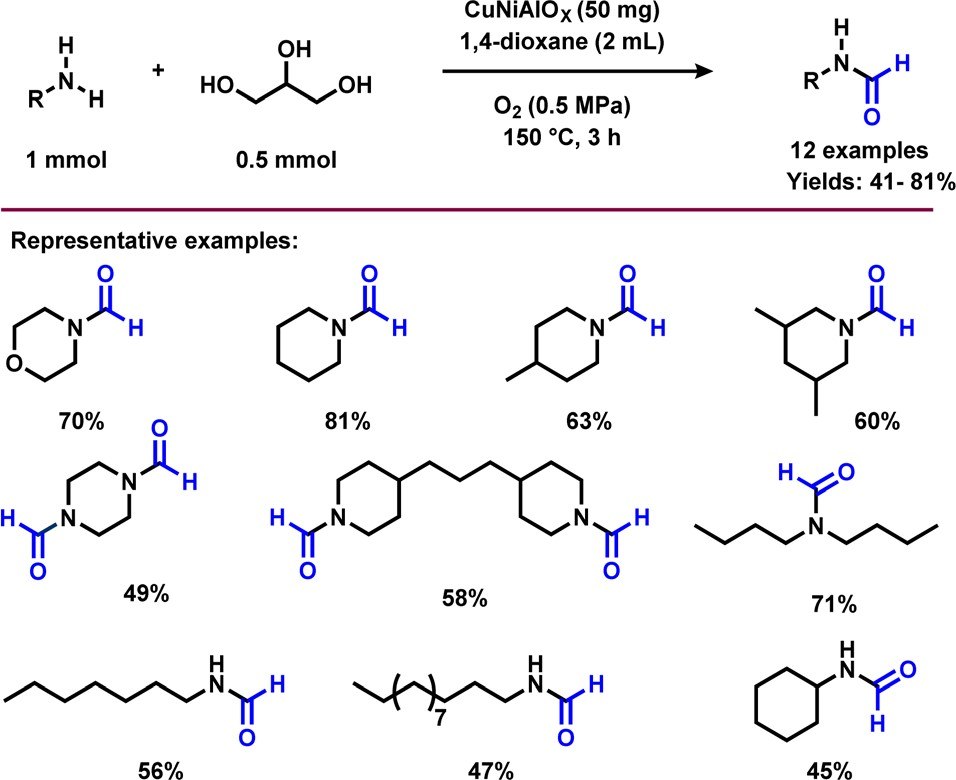 CuNiAlOX (50 mg)
1,4-dioxane (2 mL)
O2 (0.5 MPa)
150 °C, 3 h
H
R N H
+
HO OH OH
H
R N H
O
1 mmol
0.5 mmol
12 examples
Yields: 41- 81%
Representative examples:
O
N H
O
O
N H
O
N H
O
N H
70%
81%
63%
60%
O
N H
H N
O
H N
O
N H
O
H O
N
49%
58%
71%
H
N H
O
7
H
N H
O
H
N O
H
56%
47%
45%